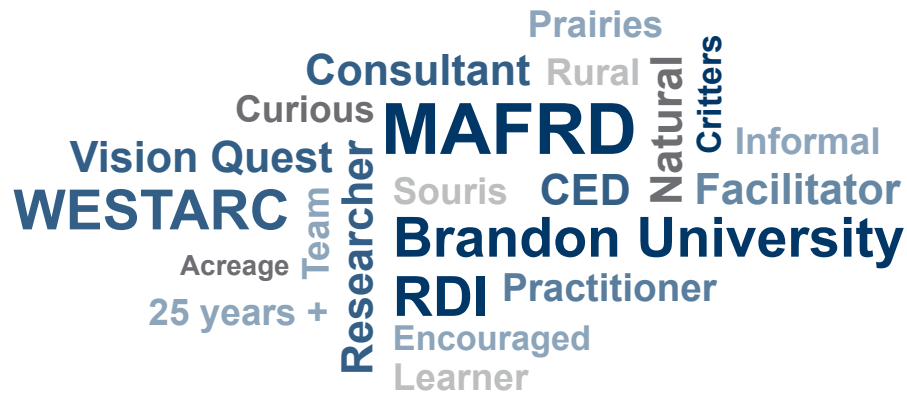 Prairies
Consultant
Rural
Natural
Critters
Curious
MAFRD
Informal
Vision Quest
Researcher
Souris
CED
Facilitator
WESTARC
Team
Brandon University
Acreage
RDI
Practitioner
25 years +
Encouraged
Learner